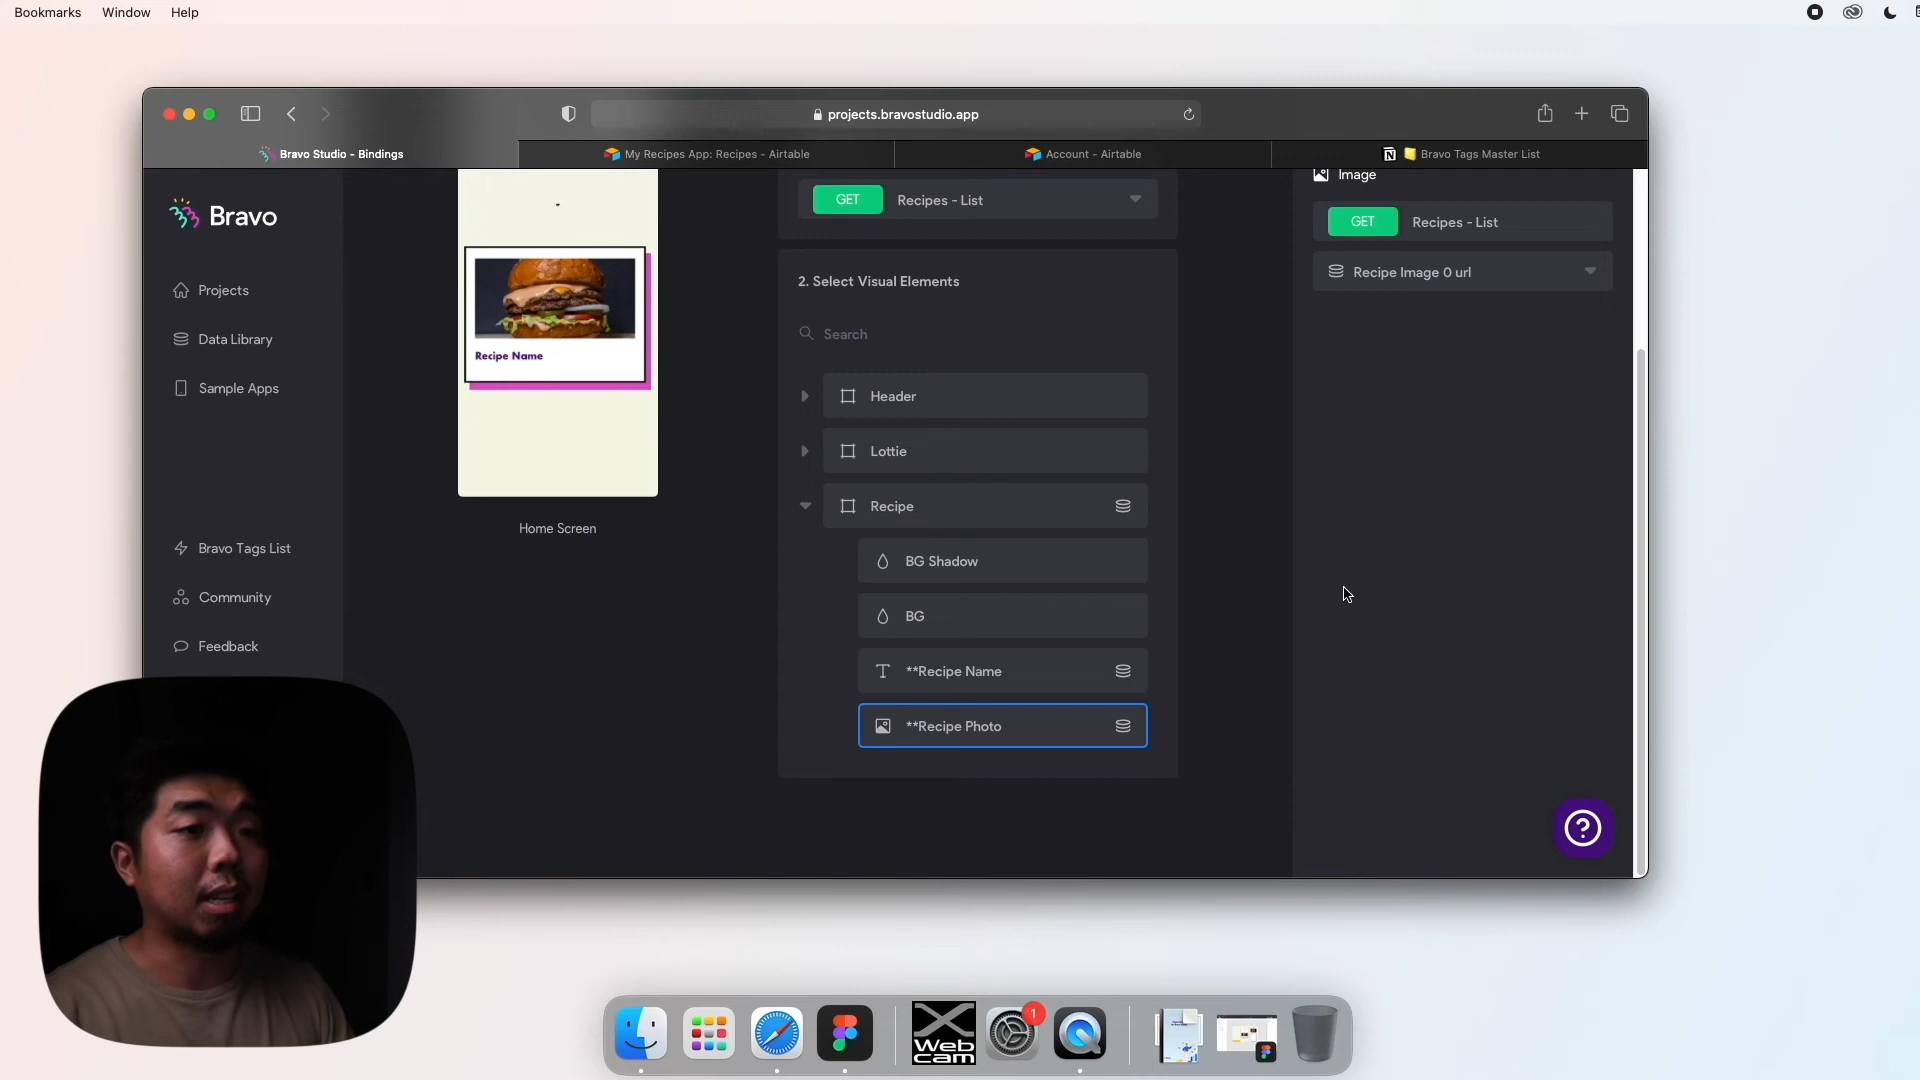 Bookmarks Window Help
projects.bravostudio.app
Bravo Studio - Bindings
My Recipes App: Recipes - Airtable
Account - Airtable
Bravo Tags Master List
Bravo
Projects
Data Library
Sample Apps
Bravo Tags List
Community
Feedback
Recipe Name
Home Screen
GET Recipes - List
2. Select Visual Elements
Search
Header
Lottie
Recipe
BG Shadow
BG
**Recipe Name
**Recipe Photo
Image
GET Recipes - List
Recipe Image 0 url
X
Web
cam
1